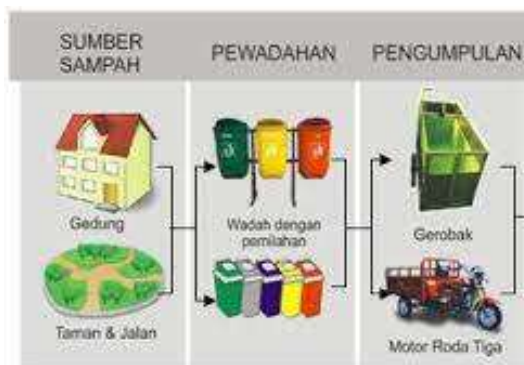 SUMBER
SAMPAH
PEWADAHAN
PENGUMPULAN
Gedung
Taman & Jalan
Wadah dengan
pemilahan
Gerobak
Motor Roda Tiga